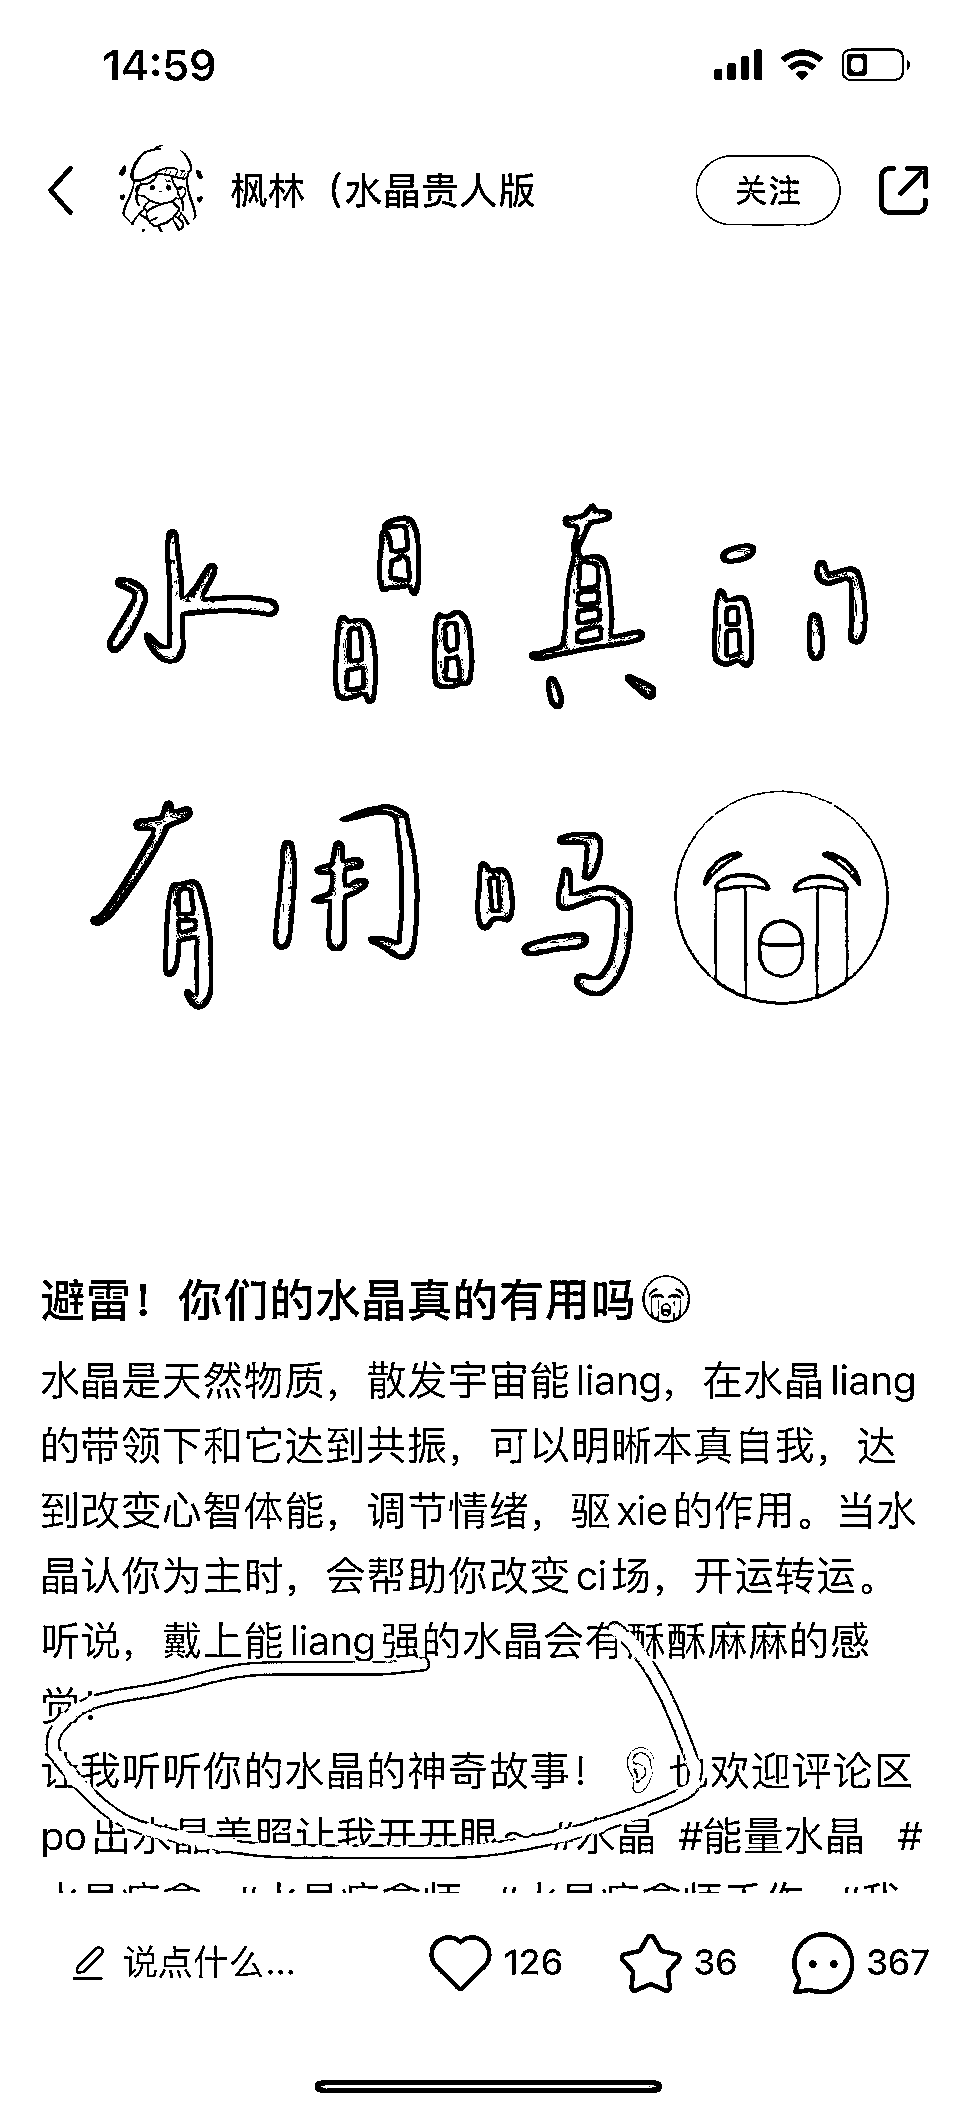 14:59
枫林（水晶贵人版
关注
水晶真的
有用吗😭
避雷！你们的水晶真的有用吗😭
水晶是天然物质，散发宇宙能liang，在水晶liang
的带领下和它达到共振，可以明晰本真自我，达
到改变心智体能，调节情绪，驱xie的作用。当水
晶认你为主时，会帮助你改变ci场，开运转运。
听说，戴上能liang强的水晶会有酥酥麻麻的感
觉！
让我听听你的水晶的神奇故事！👂也欢迎评论区
po出水晶美照让我开开眼~ #水晶 #能量水晶 #
说点什么...
126
36
367